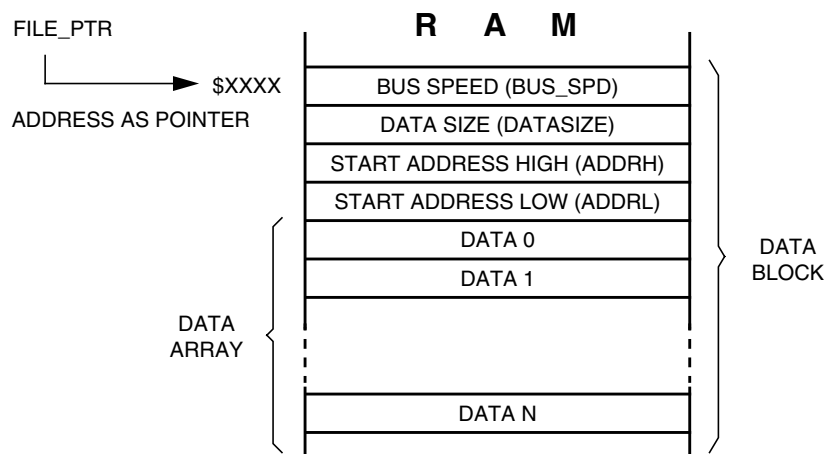 R A M
FILE_PTR
$XXXX
ADDRESS AS POINTER
BUS SPEED (BUS_SPD)
DATA SIZE (DATASIZE)
START ADDRESS HIGH (ADDRH)
START ADDRESS LOW (ADDRL)
DATA 0
DATA 1
DATA N
DATA
ARRAY
DATA
BLOCK